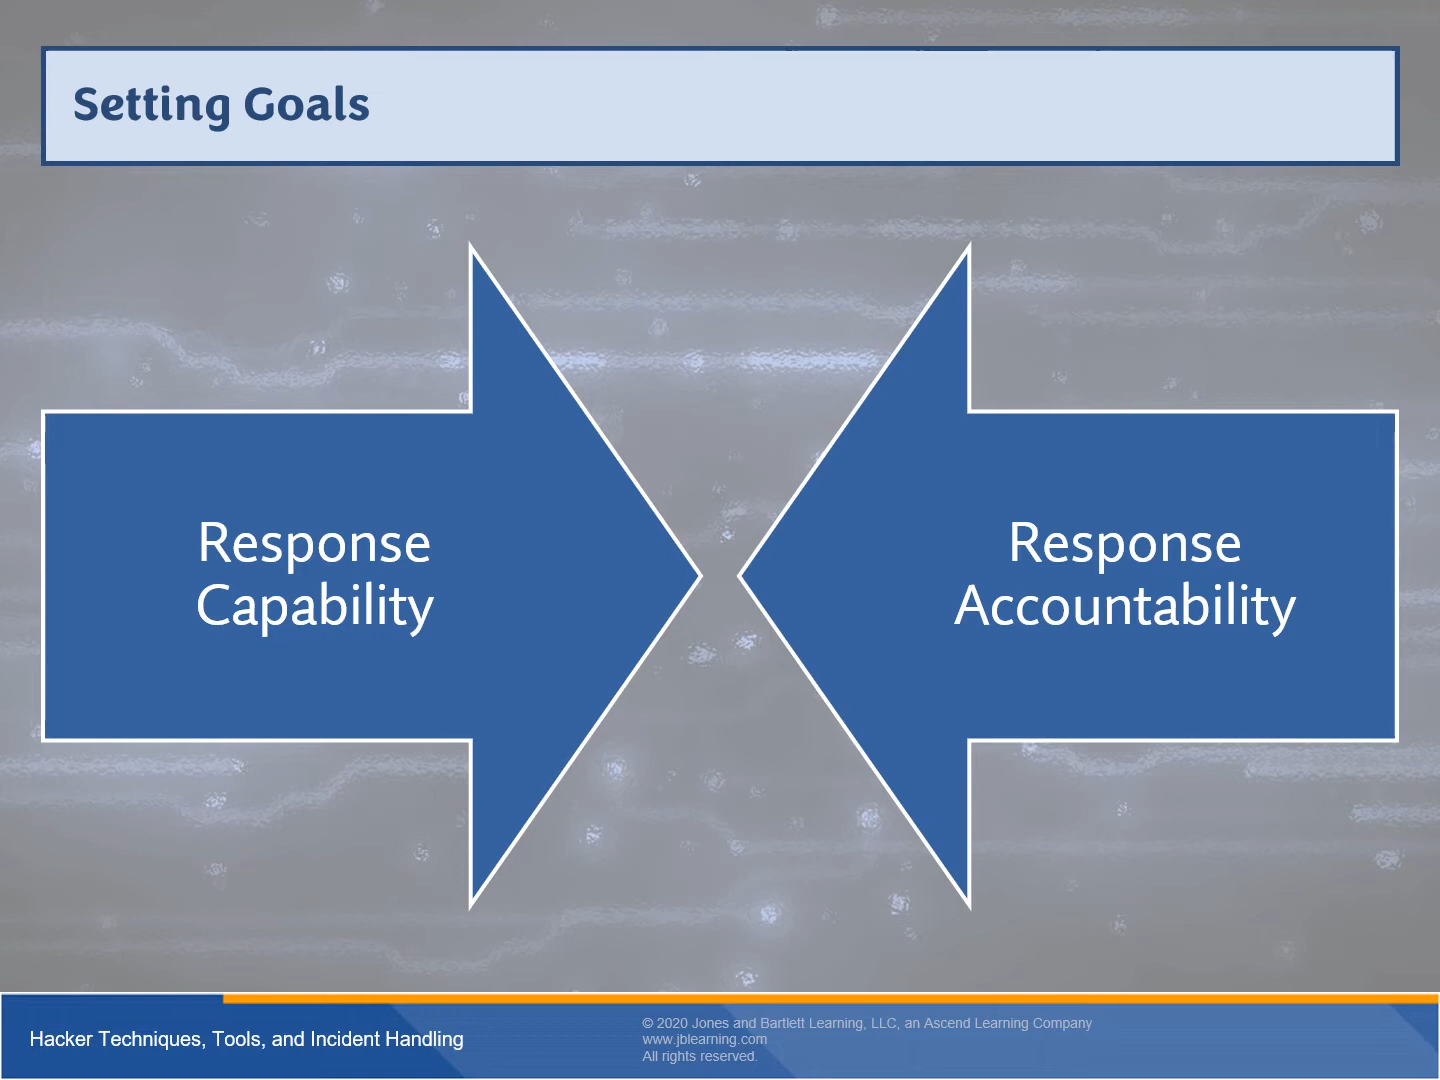 Setting Goals
Response
Capability
Response
Accountability
Hacker Techniques, Tools, and Incident Handling
© 2020 Jones and Bartlett Learning, LLC, an Ascend Learning Company
www.jblearning.com
All rights reserved.